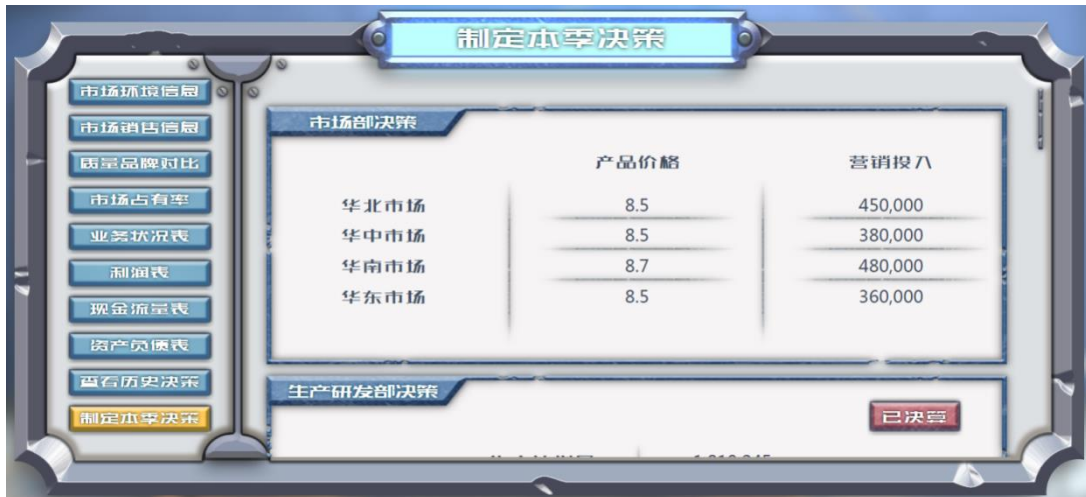 制定本季决策
市场环境信息
市场销售信息
质量品牌对比
市场占有率
业务状况表
利润表
现金流量表
资产负债表
查看历史决策
制定本季决策
市场部决策
产品价格 营销投入
华北市场 8.5 450,000
华中市场 8.5 380,000
华南市场 8.7 480,000
华东市场 8.5 360,000
生产研发部决策
已决算